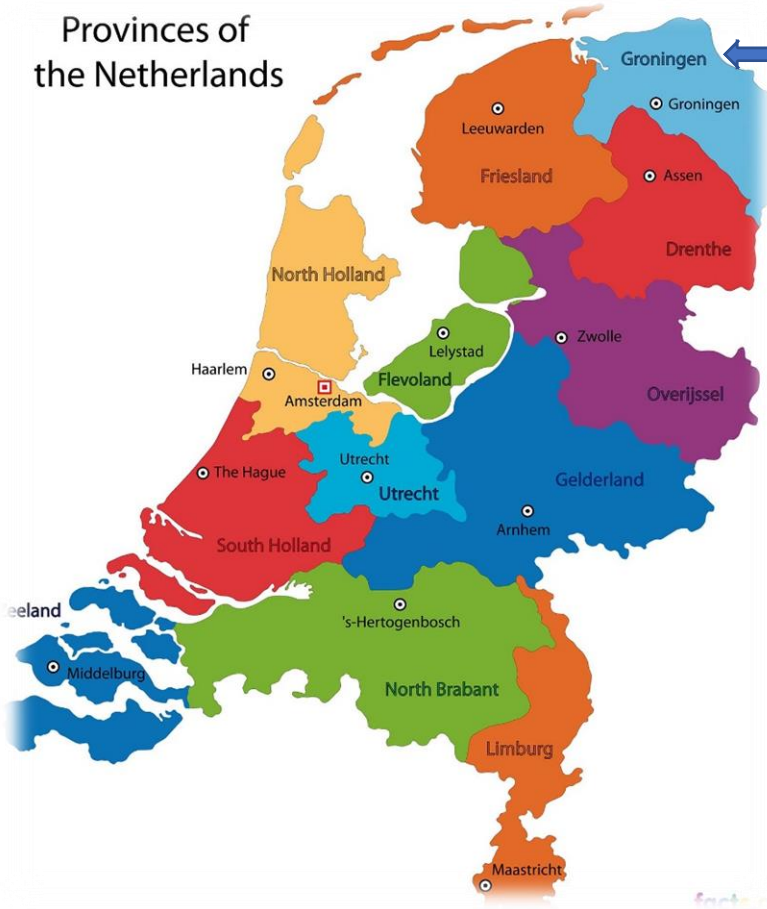 Provinces of
the Netherlands
Groningen
Groningen
Leeuwarden
Friesland
Assen
Drenthe
North Holland
Zwolle
Lelystad
Haarlem
Flevoland
Overijssel
Amsterdam
Utrecht
The Hague
Utrecht
Gelderland
Arnhem
South Holland
eeland
's-Hertogenbosch
Middelburg
North Brabant
Limburg
Maastricht